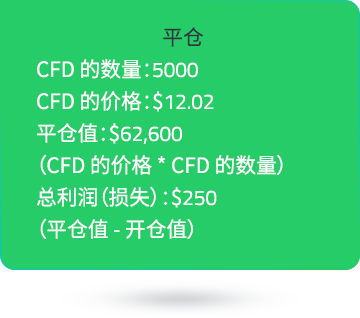 平仓
CFD 的数量：5000
CFD 的价格：$12.02
平仓值：$62,600
（CFD 的价格 * CFD 的数量）
总利润（损失）：$250
（平仓值 - 开仓值）